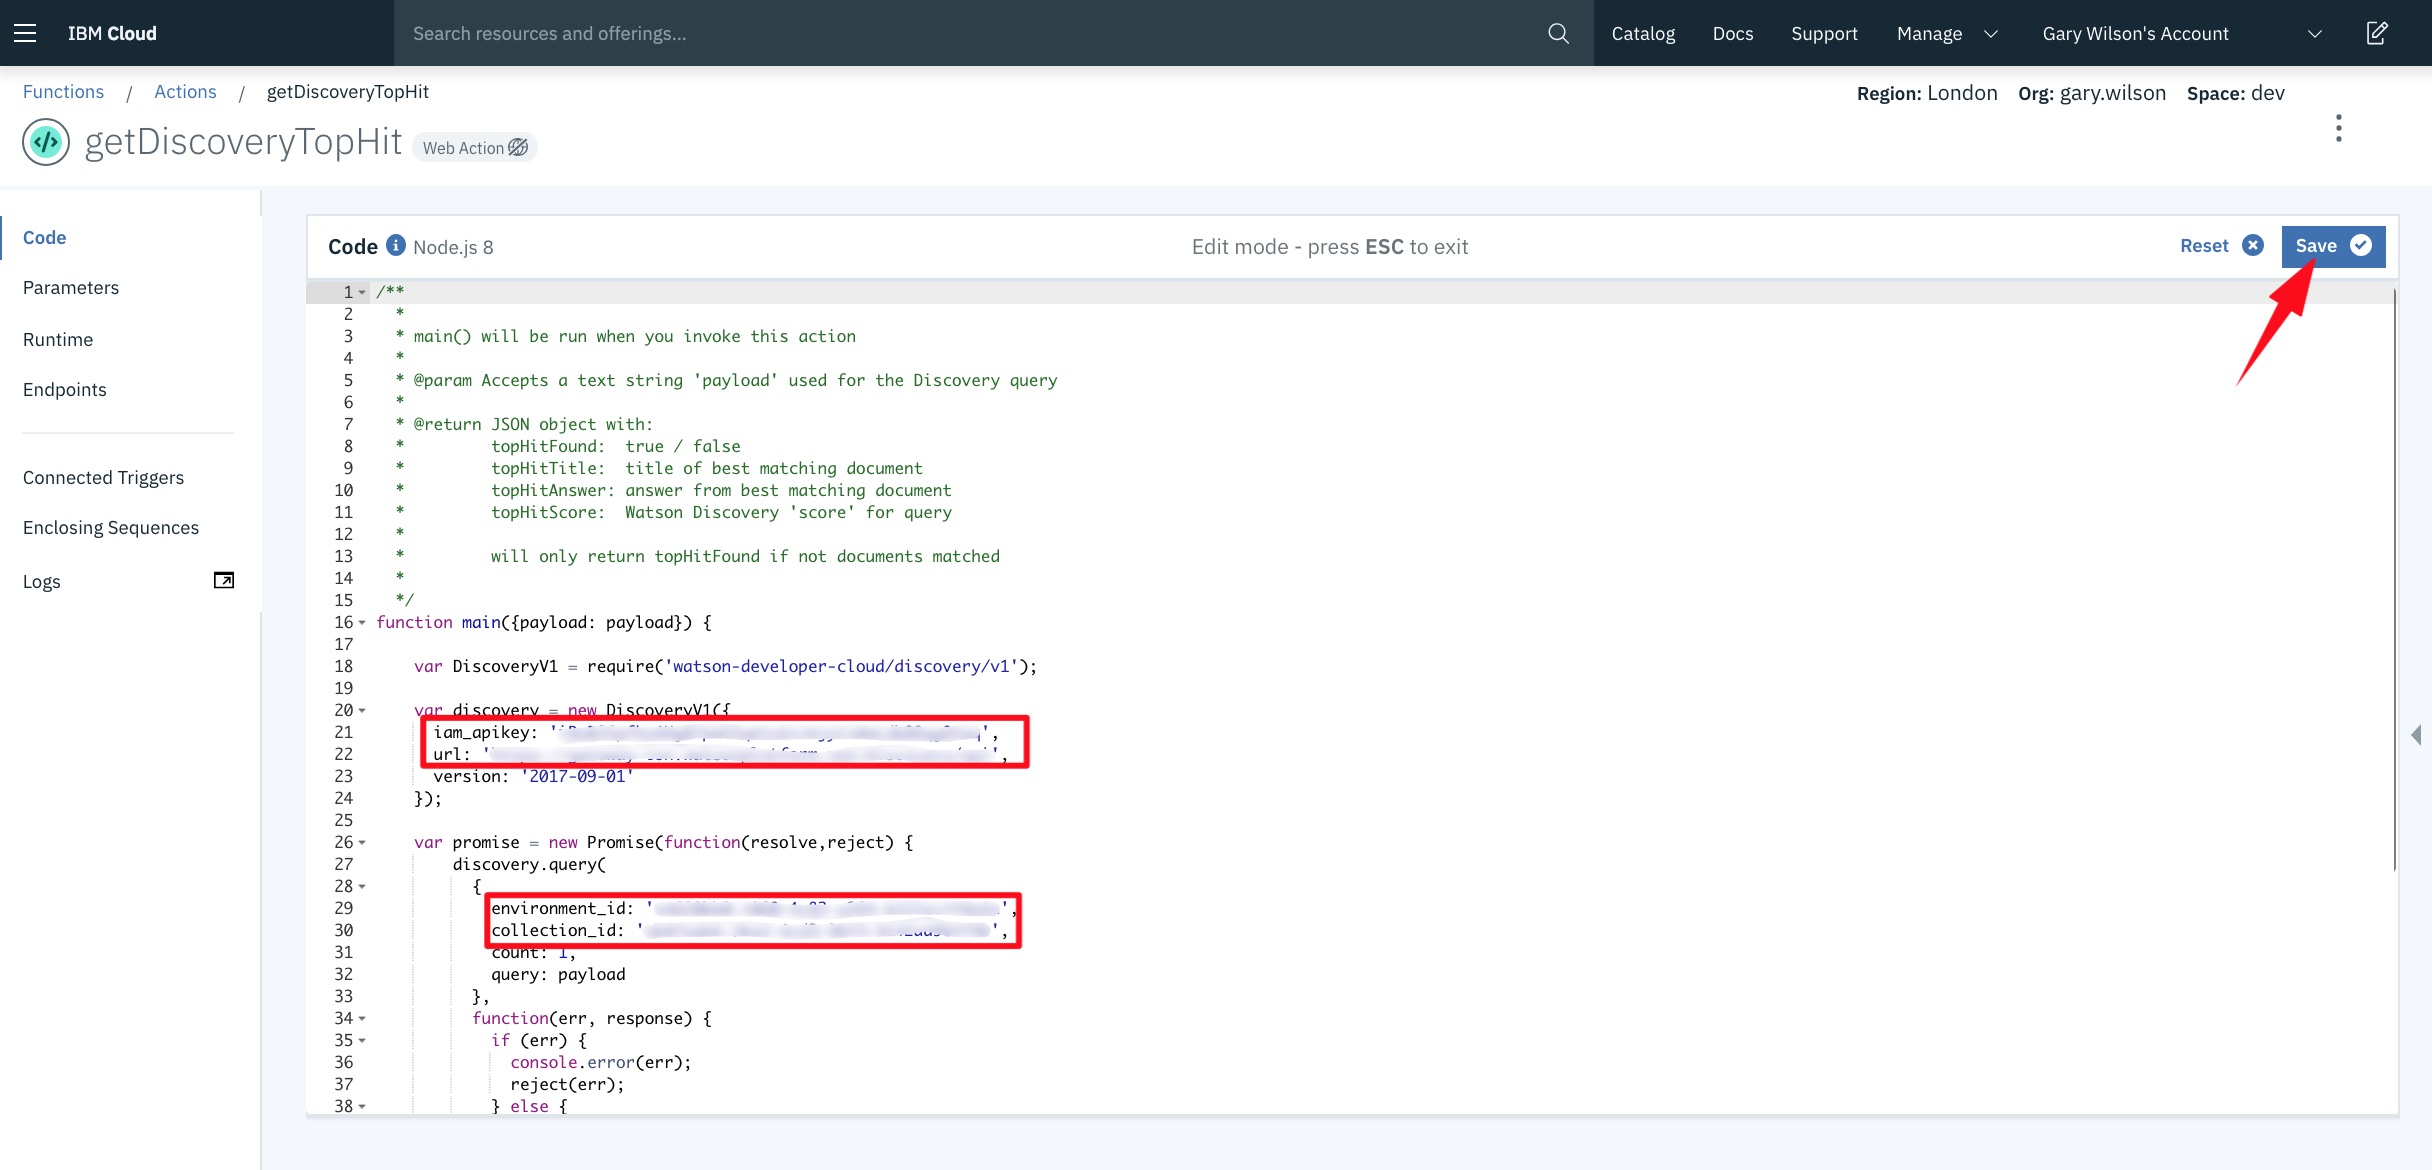 IBM Cloud
Search resources and offerings...
Catalog
Docs
Support
Manage
Gary Wilson's Account
Functions / Actions / getDiscoveryTopHit
Region: London Org: gary.wilson Space: dev
getDiscoveryTopHit
Web Action
Code
Parameters
Runtime
Endpoints
Connected Triggers
Enclosing Sequences
Logs
Code Node.js 8
Edit mode - press ESC to exit
Reset
Save
1 /**
2 *
3 * main() will be run when you invoke this action
4 *
5 * @param Accepts a text string 'payload' used for the Discovery query
6 *
7 * @return JSON object with:
8 * topHitFound: true / false
9 * topHitTitle: title of best matching document
10 * topHitAnswer: answer from best matching document
11 * topHitScore: Watson Discovery 'score' for query
12 *
13 * will only return topHitFound if not documents matched
14 *
15 */
16 function main({payload: payload}) {
17
18 var DiscoveryV1 = require('watson-developer-cloud/discovery/v1');
19
20 var discovery = new DiscoveryV1({
21 iam_apikey: ' ',
22 url: ' ',
23 version: '2017-09-01'
24 });
25
26 var promise = new Promise(function(resolve,reject) {
27 discovery.query(
28 {
29 environment_id: ' ',
30 collection_id: ' ',
31 count: 1,
32 query: payload
33 },
34 function(err, response) {
35 if (err) {
36 console.error(err);
37 reject(err);
38 } else {